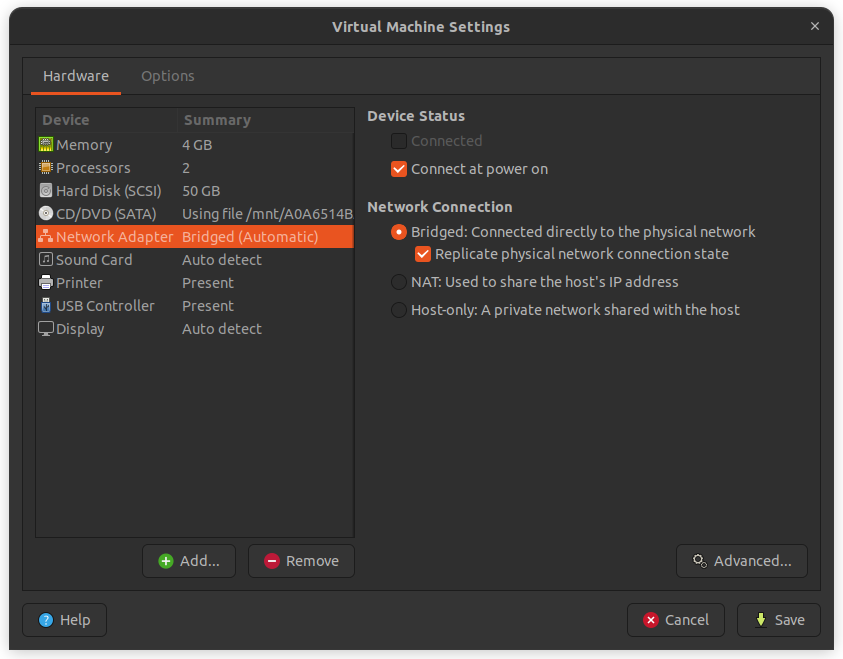 Virtual Machine Settings
Hardware Options
Device Summary
Memory 4 GB
Processors 2
Hard Disk (SCSI) 50 GB
CD/DVD (SATA) Using file /mnt/A0A6514B
Network Adapter Bridged (Automatic)
Sound Card Auto detect
Printer Present
USB Controller Present
Display Auto detect
Add... Remove
Device Status
Connected
Connect at power on
Network Connection
Bridged: Connected directly to the physical network
Replicate physical network connection state
NAT: Used to share the host's IP address
Host-only: A private network shared with the host
Advanced...
Help Cancel Save